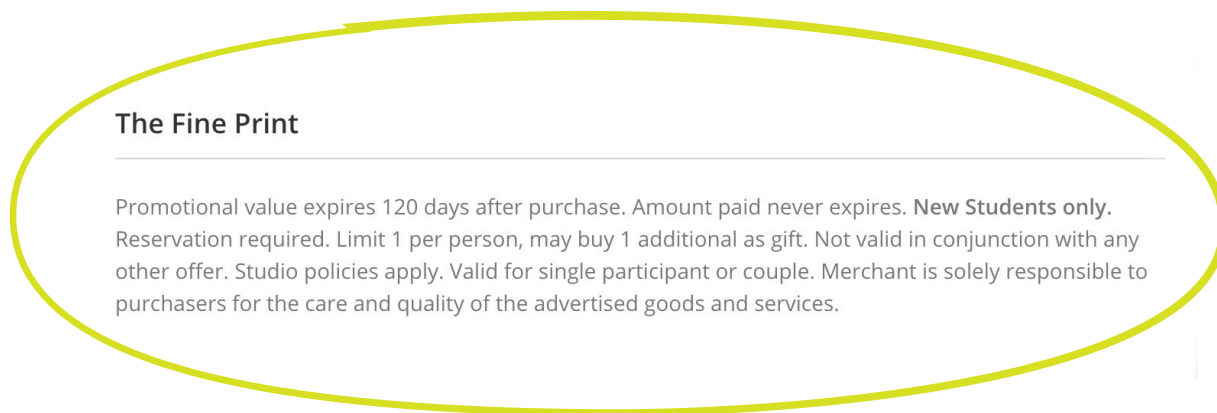 The Fine Print
Promotional value expires 120 days after purchase. Amount paid never expires. New Students only.
Reservation required. Limit 1 per person, may buy 1 additional as gift. Not valid in conjunction with any
other offer. Studio policies apply. Valid for single participant or couple. Merchant is solely responsible to
purchasers for the care and quality of the advertised goods and services.